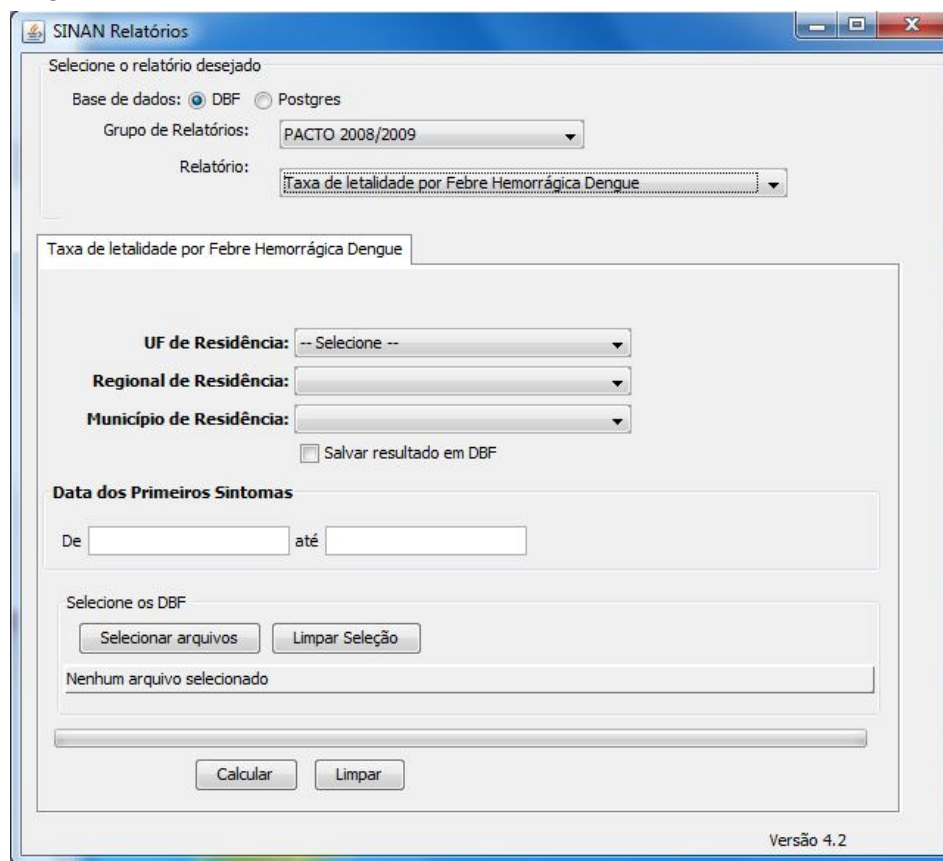 SINAN Relatórios
Selecione o relatório desejado
Base de dados: DBF Postgres
Grupo de Relatórios: PACTO 2008/2009
Relatório: Taxa de letalidade por Febre Hemorrágica Dengue
Taxa de letalidade por Febre Hemorrágica Dengue
UF de Residência: -- Selecione --
Regional de Residência:
Município de Residência:
Salvar resultado em DBF
Data dos Primeiros Sintomas
De até
Selecione os DBF
Selecionar arquivos Limpar Seleção
Nenhum arquivo selecionado
Calcular Limpar
Versão 4.2